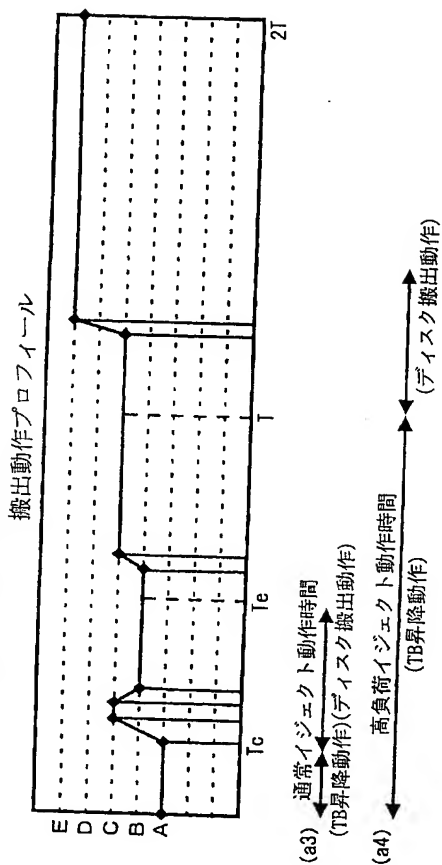 搬出動作プロフィール
E
D
C
B
A
Tc
Te
T
2T
(a3) 通常イジェクト動作時間
(TB昇降動作)(ディスク搬出動作)
(a4) 高負荷イジェクト動作時間
(TB昇降動作)
(ディスク搬出動作)